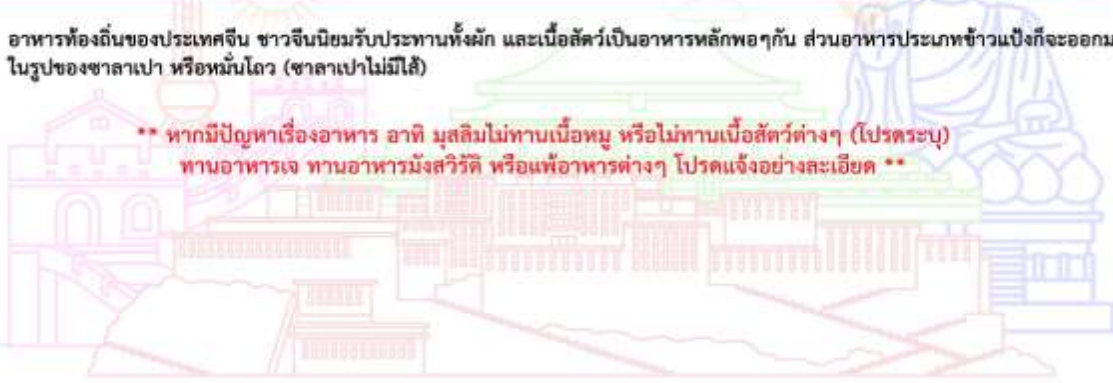 อาหารท้องถิ่นของประเทศจีน ชาวจีนนิยมรับประทานทั้งผัก และเนื้อสัตว์เป็นอาหารหลักพอๆกัน ส่วนอาหารประเภทข้าวแป้งก็จะออกม
ในรูปของซาลาเปา หรือหมั่นโถว (ซาลาเปาไม่มีไส้)
** หากมีปัญหาเรื่องอาหาร อาทิ มุสลิมไม่ทานเนื้อหมู หรือไม่ทานเนื้อสัตว์ต่างๆ (โปรดระบุ)
ทานอาหารเจ ทานอาหารมังสวิรัติ หรือแพ้อาหารต่างๆ โปรดแจ้งอย่างละเอียด **